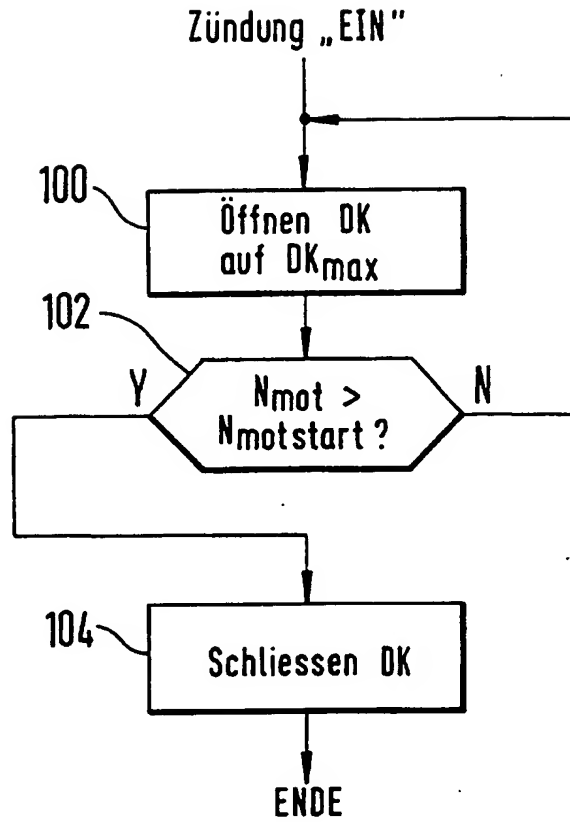 Zündung „EIN"
100
Öffnen DK
auf DKmax
102
Y
Nmot >
Nmotstart?
N
104
Schliessen DK
ENDE